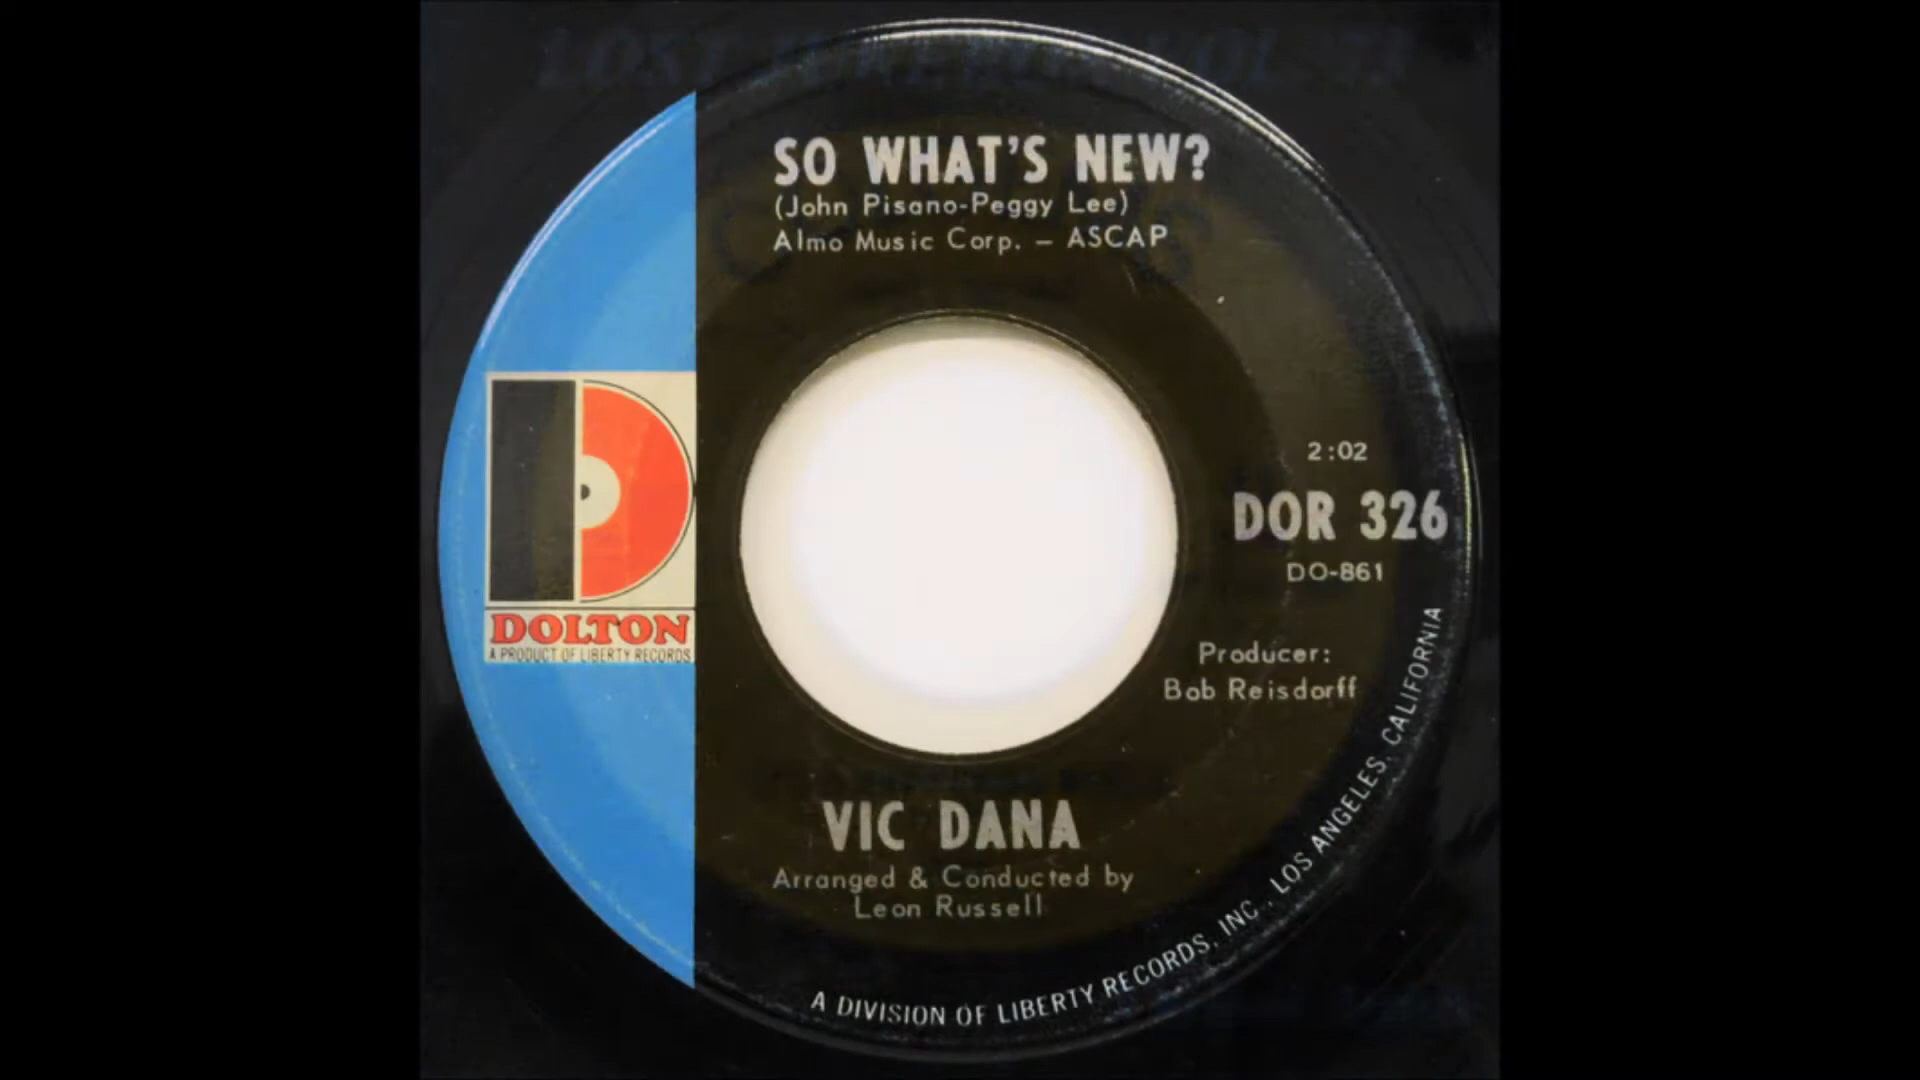 SO WHAT'S NEW?
(John Pisano-Peggy Lee)
Almo Music Corp. – ASCAP
2:02
DOR 326
DO-861
Producer:
Bob Reisdorff
DOLTON
A PRODUCT OF LIBERTY RECORDS
VIC DANA
Arranged & Conducted by
Leon Russell
A DIVISION OF LIBERTY RECORDS, INC., LOS ANGELES, CALIFORNIA